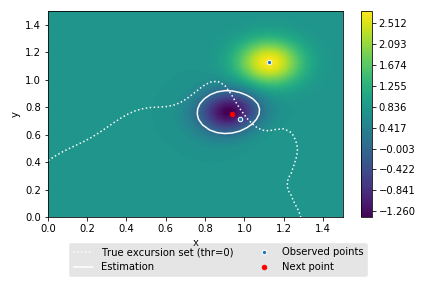 1.4
1.2
1.0
0.8
0.6
0.4
0.2
0.0
y
0.0 0.2 0.4 0.6 0.8 1.0 1.2 1.4
x
2.512
2.093
1.674
1.255
0.836
0.417
−0.003
−0.422
−0.841
−1.260
True excursion set (thr=0)
Estimation
Observed points
Next point